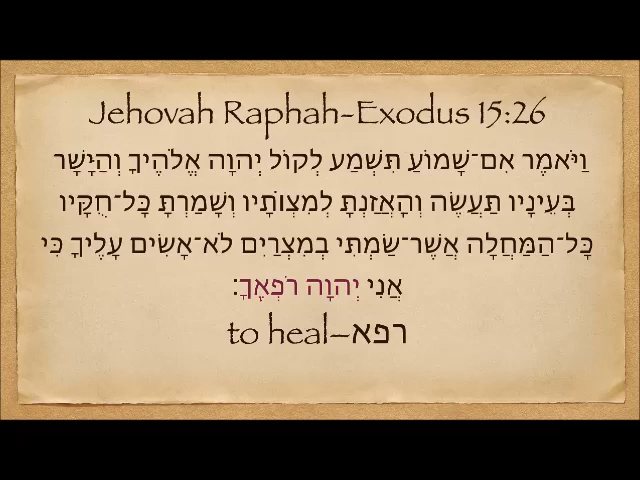 Jehovah Raphah-Exodus 15:26
וַיֹּאמֶר אִם־שָׁמוֹעַ תִּשְׁמַע לְקוֹל יְהוָה אֱלֹהֶיךָ וְהַיָּשָׁר
בְּעֵינָיו תַּעֲשֶׂה וְהַאֲזַנְתָּ לְמִצְוֺתָיו וְשָׁמַרְתָּ כָּל־חֻקָּיו
כָּל־הַמַּחֲלָה אֲשֶׁר־שַׂמְתִּי בְמִצְרַיִם לֹא־אָשִׂים עָלֶיךָ כִּי
אֲנִי יְהוָה רֹפְאֶךָ׃
to heal–רפא